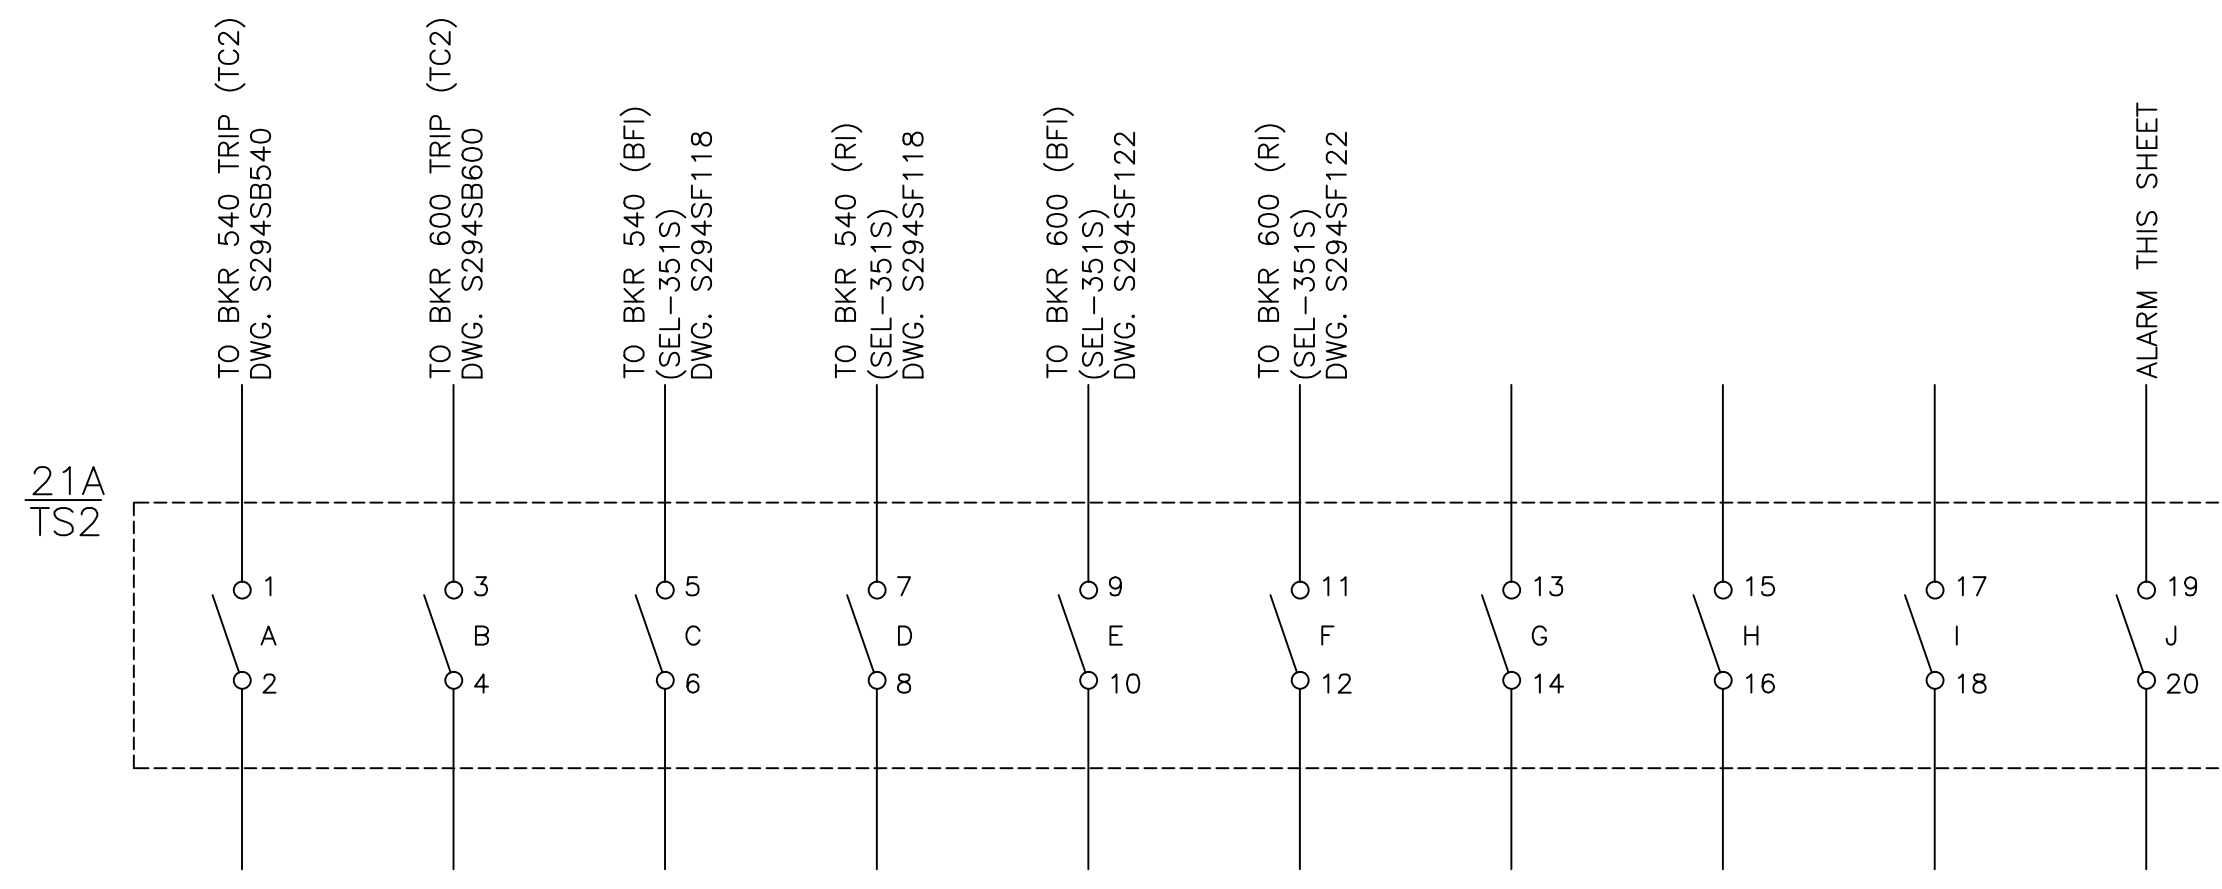 TO BKR 540 TRIP (TC2)
DWG. S294SB540
TO BKR 600 TRIP (TC2)
DWG. S294SB600
TO BKR 540 (BFI)
(SEL-351S)
DWG. S294SF118
TO BKR 540 (RI)
(SEL-351S)
DWG. S294SF118
TO BKR 600 (BFI)
(SEL-351S)
DWG. S294SF122
TO BKR 600 (RI)
(SEL-351S)
DWG. S294SF122
ALARM THIS SHEET
21A
TS2
1
A
2
3
B
4
5
C
6
7
D
8
9
E
10
11
F
12
13
G
14
15
H
16
17
I
18
19
J
20